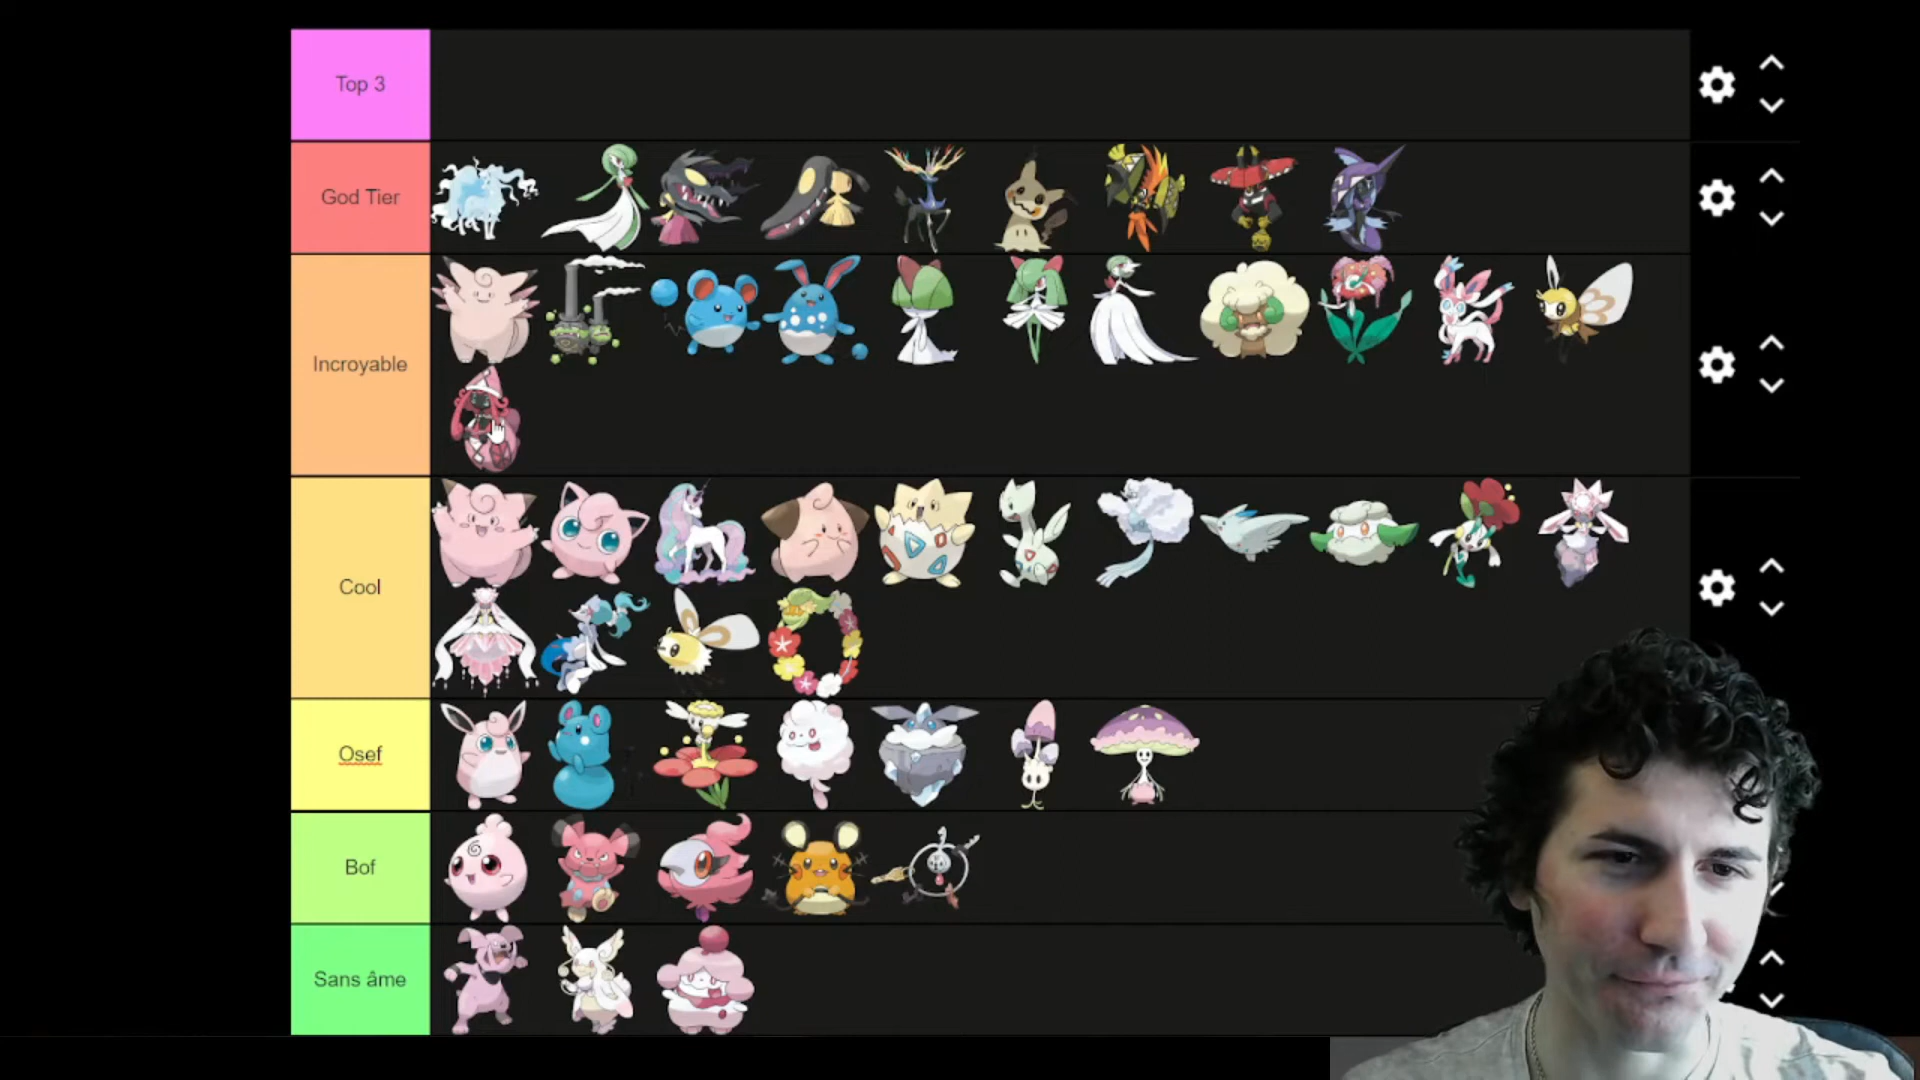 Top 3
God Tier
Incroyable
Cool
Osef
Bof
Sans âme